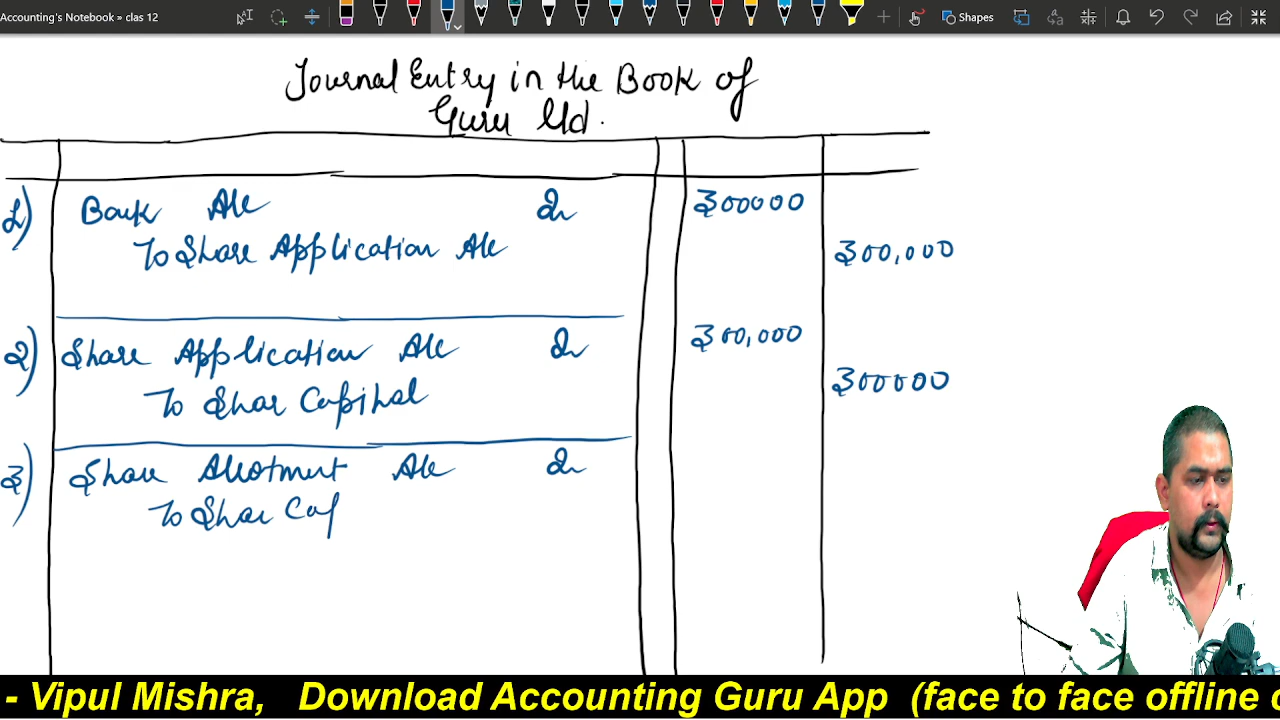 Accounting's Notebook » clas 12
Shapes
Journal Entry in the Book of
Guru Ltd.
1) Bank A/c Dr 300000
To Share Application A/c 300,000
2) Share Application A/c Dr 300,000
To Shar Capital 300000
3) Share Allotment A/c Dr
To Shar Cap
- Vipul Mishra, Download Accounting Guru App (face to face offline c